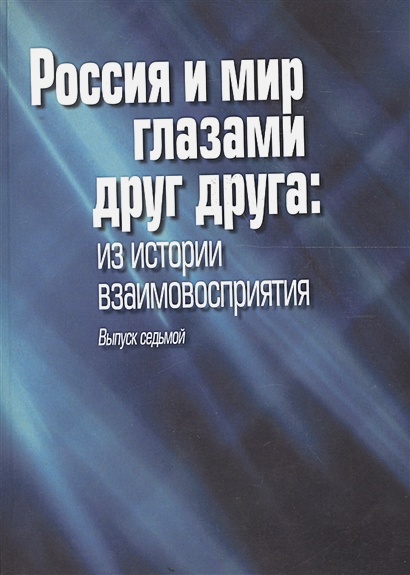 Россия и мир
глазами
друг друга:
из истории
взаимовосприятия
Выпуск седьмой